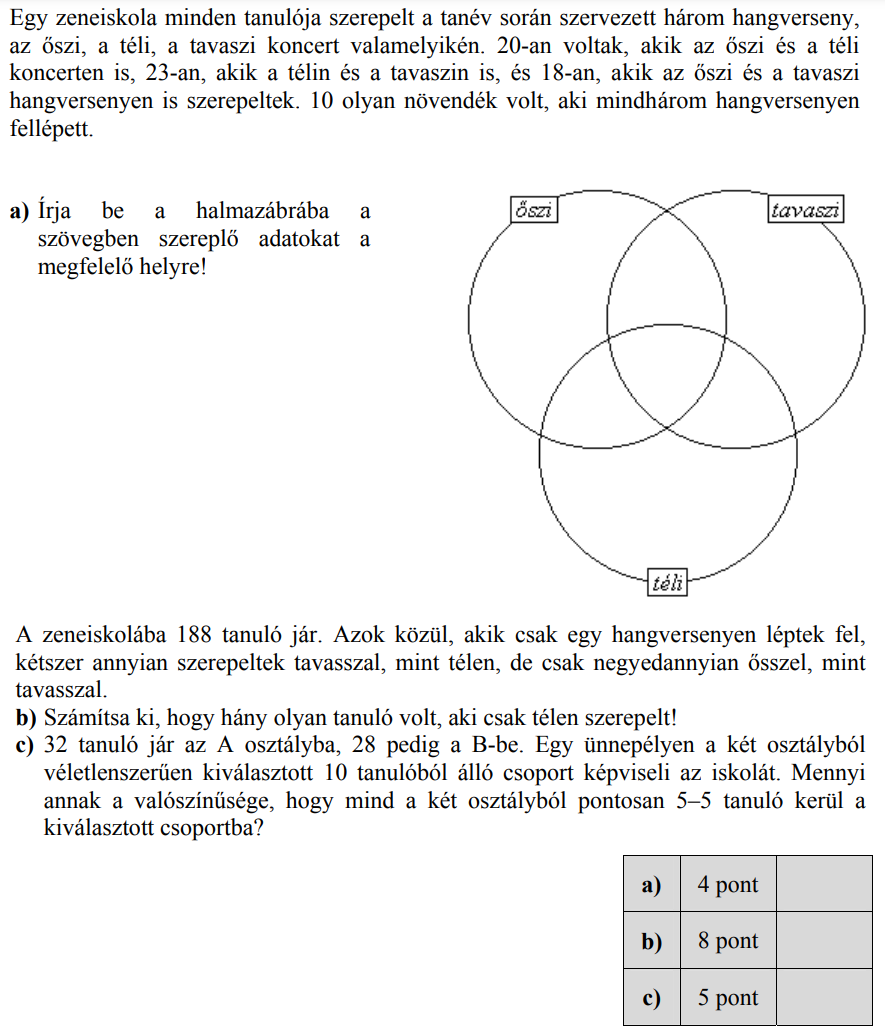 Egy zeneiskola minden tanulója szerepelt a tanév során szervezett három hangverseny,
az őszi, a téli, a tavaszi koncert valamelyikén. 20-an voltak, akik az őszi és a téli
koncerten is, 23-an, akik a télin és a tavaszin is, és 18-an, akik az őszi és a tavaszi
hangversenyen is szerepeltek. 10 olyan növendék volt, aki mindhárom hangversenyen
fellépett.
a) Írja be a halmazábrába a
szövegben szereplő adatokat a
megfelelő helyre!
őszi
tavaszi
téli
A zeneiskolába 188 tanuló jár. Azok közül, akik csak egy hangversenyen léptek fel,
kétszer annyian szerepeltek tavasszal, mint télen, de csak negyedannyian ősszel, mint
tavasszal.
b) Számítsa ki, hogy hány olyan tanuló volt, aki csak télen szerepelt!
c) 32 tanuló jár az A osztályba, 28 pedig a B-be. Egy ünnepélyen a két osztályból
véletlenszerűen kiválasztott 10 tanulóból álló csoport képviseli az iskolát. Mennyi
annak a valószínűsége, hogy mind a két osztályból pontosan 5–5 tanuló kerül a
kiválasztott csoportba?
a) 4 pont
b) 8 pont
c) 5 pont